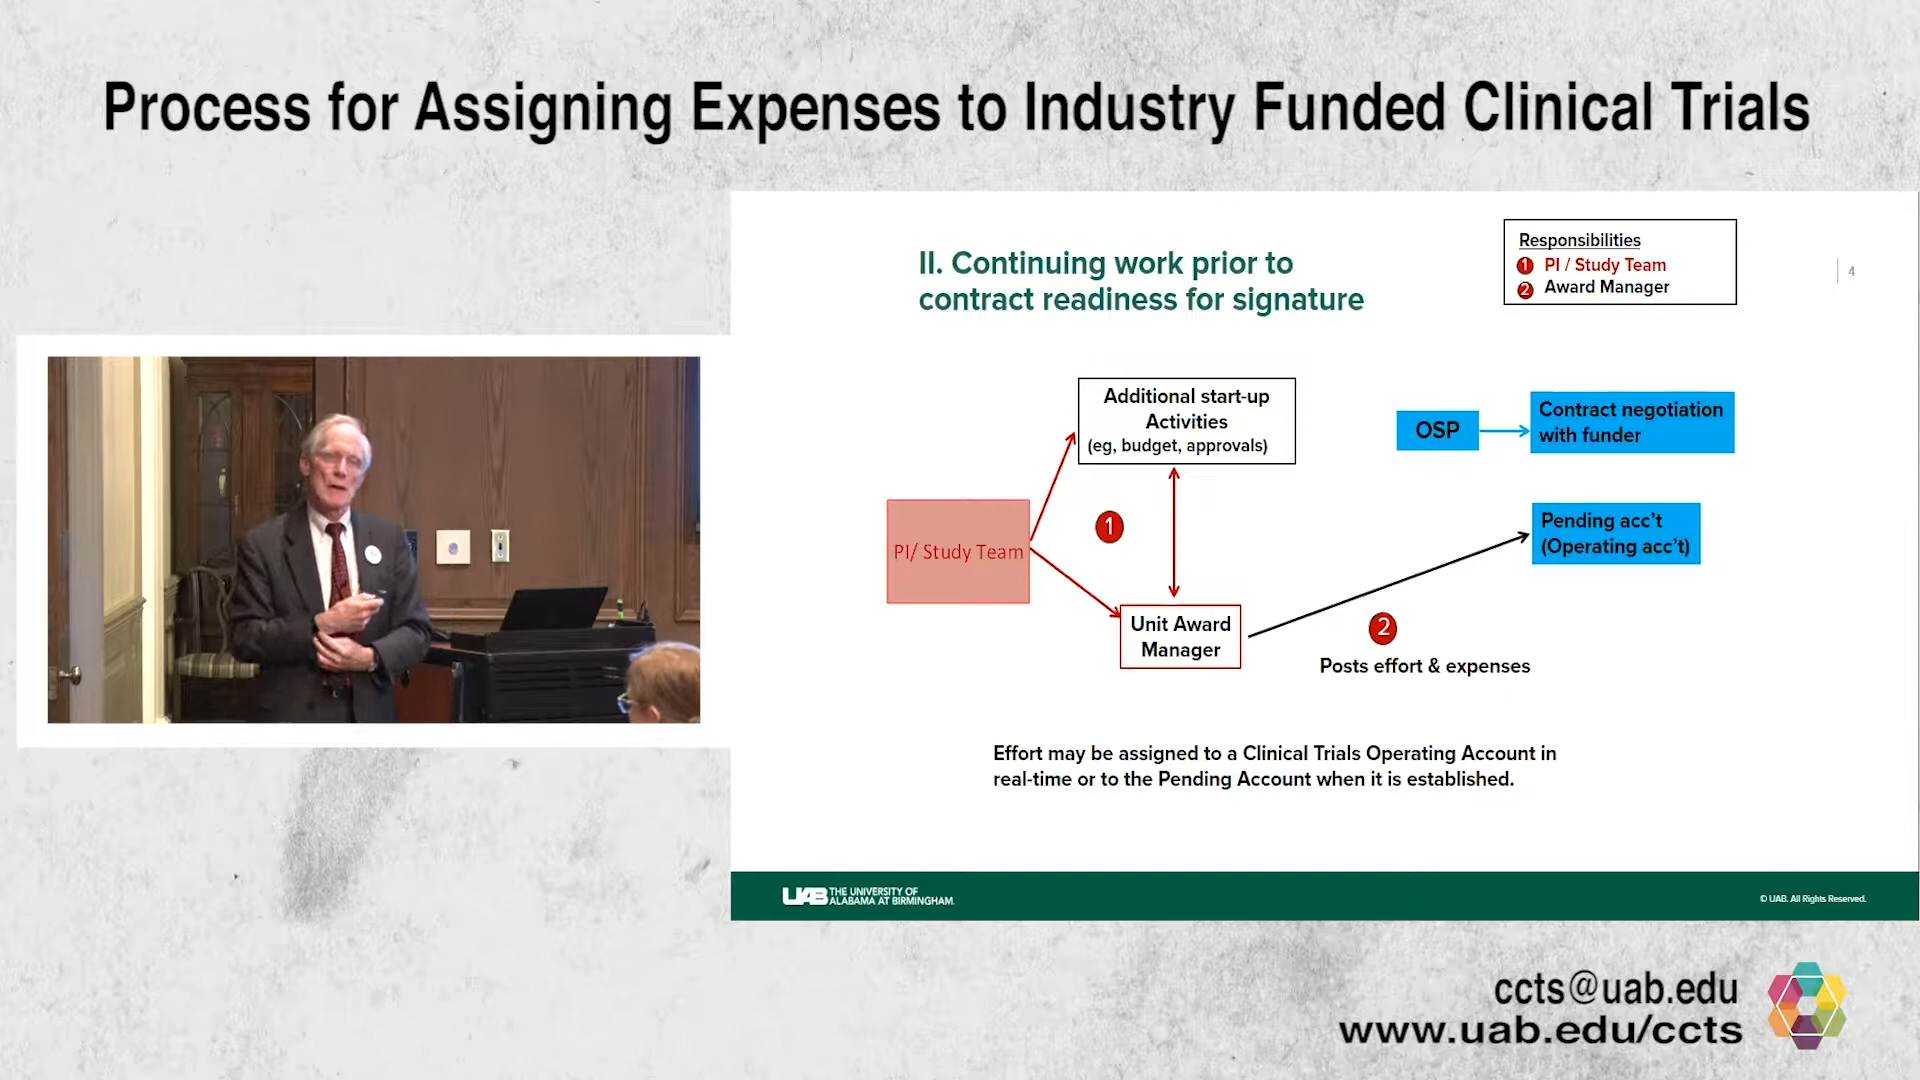 Process for Assigning Expenses to Industry Funded Clinical Trials
II. Continuing work prior to
contract readiness for signature
Responsibilities
1 PI / Study Team
2 Award Manager
4
Additional start-up
Activities
(eg, budget, approvals)
OSP
Contract negotiation
with funder
PI/ Study Team
1
Pending acc't
(Operating acc't)
Unit Award
Manager
2
Posts effort & expenses
Effort may be assigned to a Clinical Trials Operating Account in
real-time or to the Pending Account when it is established.
UAB THE UNIVERSITY OF
ALABAMA AT BIRMINGHAM.
© UAB. All Rights Reserved.
ccts@uab.edu
www.uab.edu/ccts